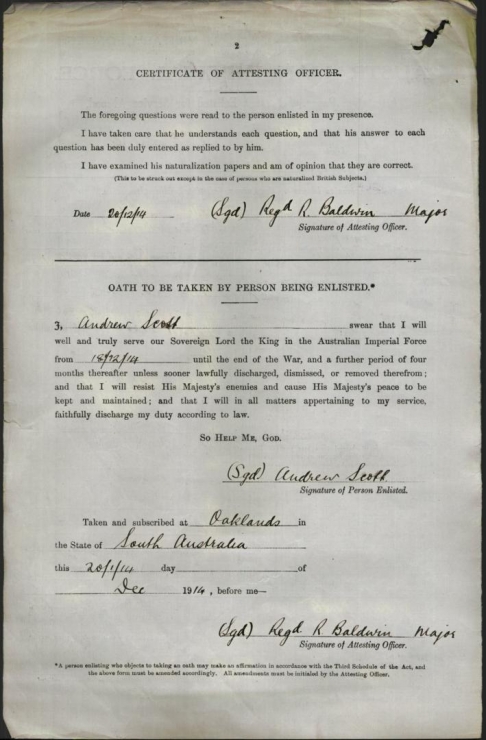 2
CERTIFICATE OF ATTESTING OFFICER.
The foregoing questions were read to the person enlisted in my presence.
I have taken care that he understands each question, and that his answer to each
question has been duly entered as replied to by him.
I have examined his naturalization papers and am of opinion that they are correct.
(This to be struck out except in the case of persons who are naturalized British Subjects.)
Date 20/12/14 (Sgd) Regd R. Baldwin Major
Signature of Attesting Officer.
OATH TO BE TAKEN BY PERSON BEING ENLISTED.*
3, Andrew Scott swear that I will
well and truly serve our Sovereign Lord the King in the Australian Imperial Force
from 18/12/14 until the end of the War, and a further period of four
months thereafter unless sooner lawfully discharged, dismissed, or removed therefrom;
and that I will resist His Majesty's enemies and cause His Majesty's peace to be
kept and maintained; and that I will in all matters appertaining to my service,
faithfully discharge my duty according to law.
SO HELP ME, GOD.
(Sgd) Andrew Scott
Signature of Person Enlisted.
Taken and subscribed at Oaklands in
the State of South Australia
this 20/1/14 day of
Dec 1914, before me—
(Sgd) Regd R Baldwin Major
Signature of Attesting Officer.
*A person enlisting who objects to taking an oath may make an affirmation in accordance with the Third Schedule of the Act, and
the above form must be amended accordingly. All amendments must be initialed by the Attesting Officer.